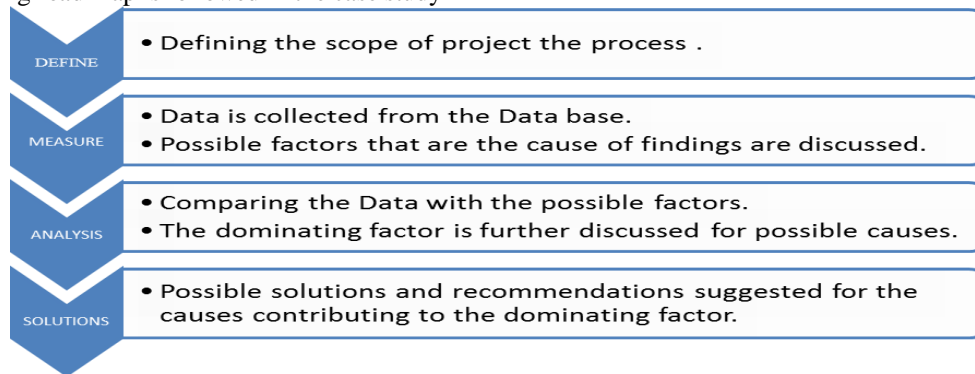 DEFINE
• Defining the scope of project the process .
MEASURE
• Data is collected from the Data base.
• Possible factors that are the cause of findings are discussed.
ANALYSIS
• Comparing the Data with the possible factors.
• The dominating factor is further discussed for possible causes.
SOLUTIONS
• Possible solutions and recommendations suggested for the
causes contributing to the dominating factor.